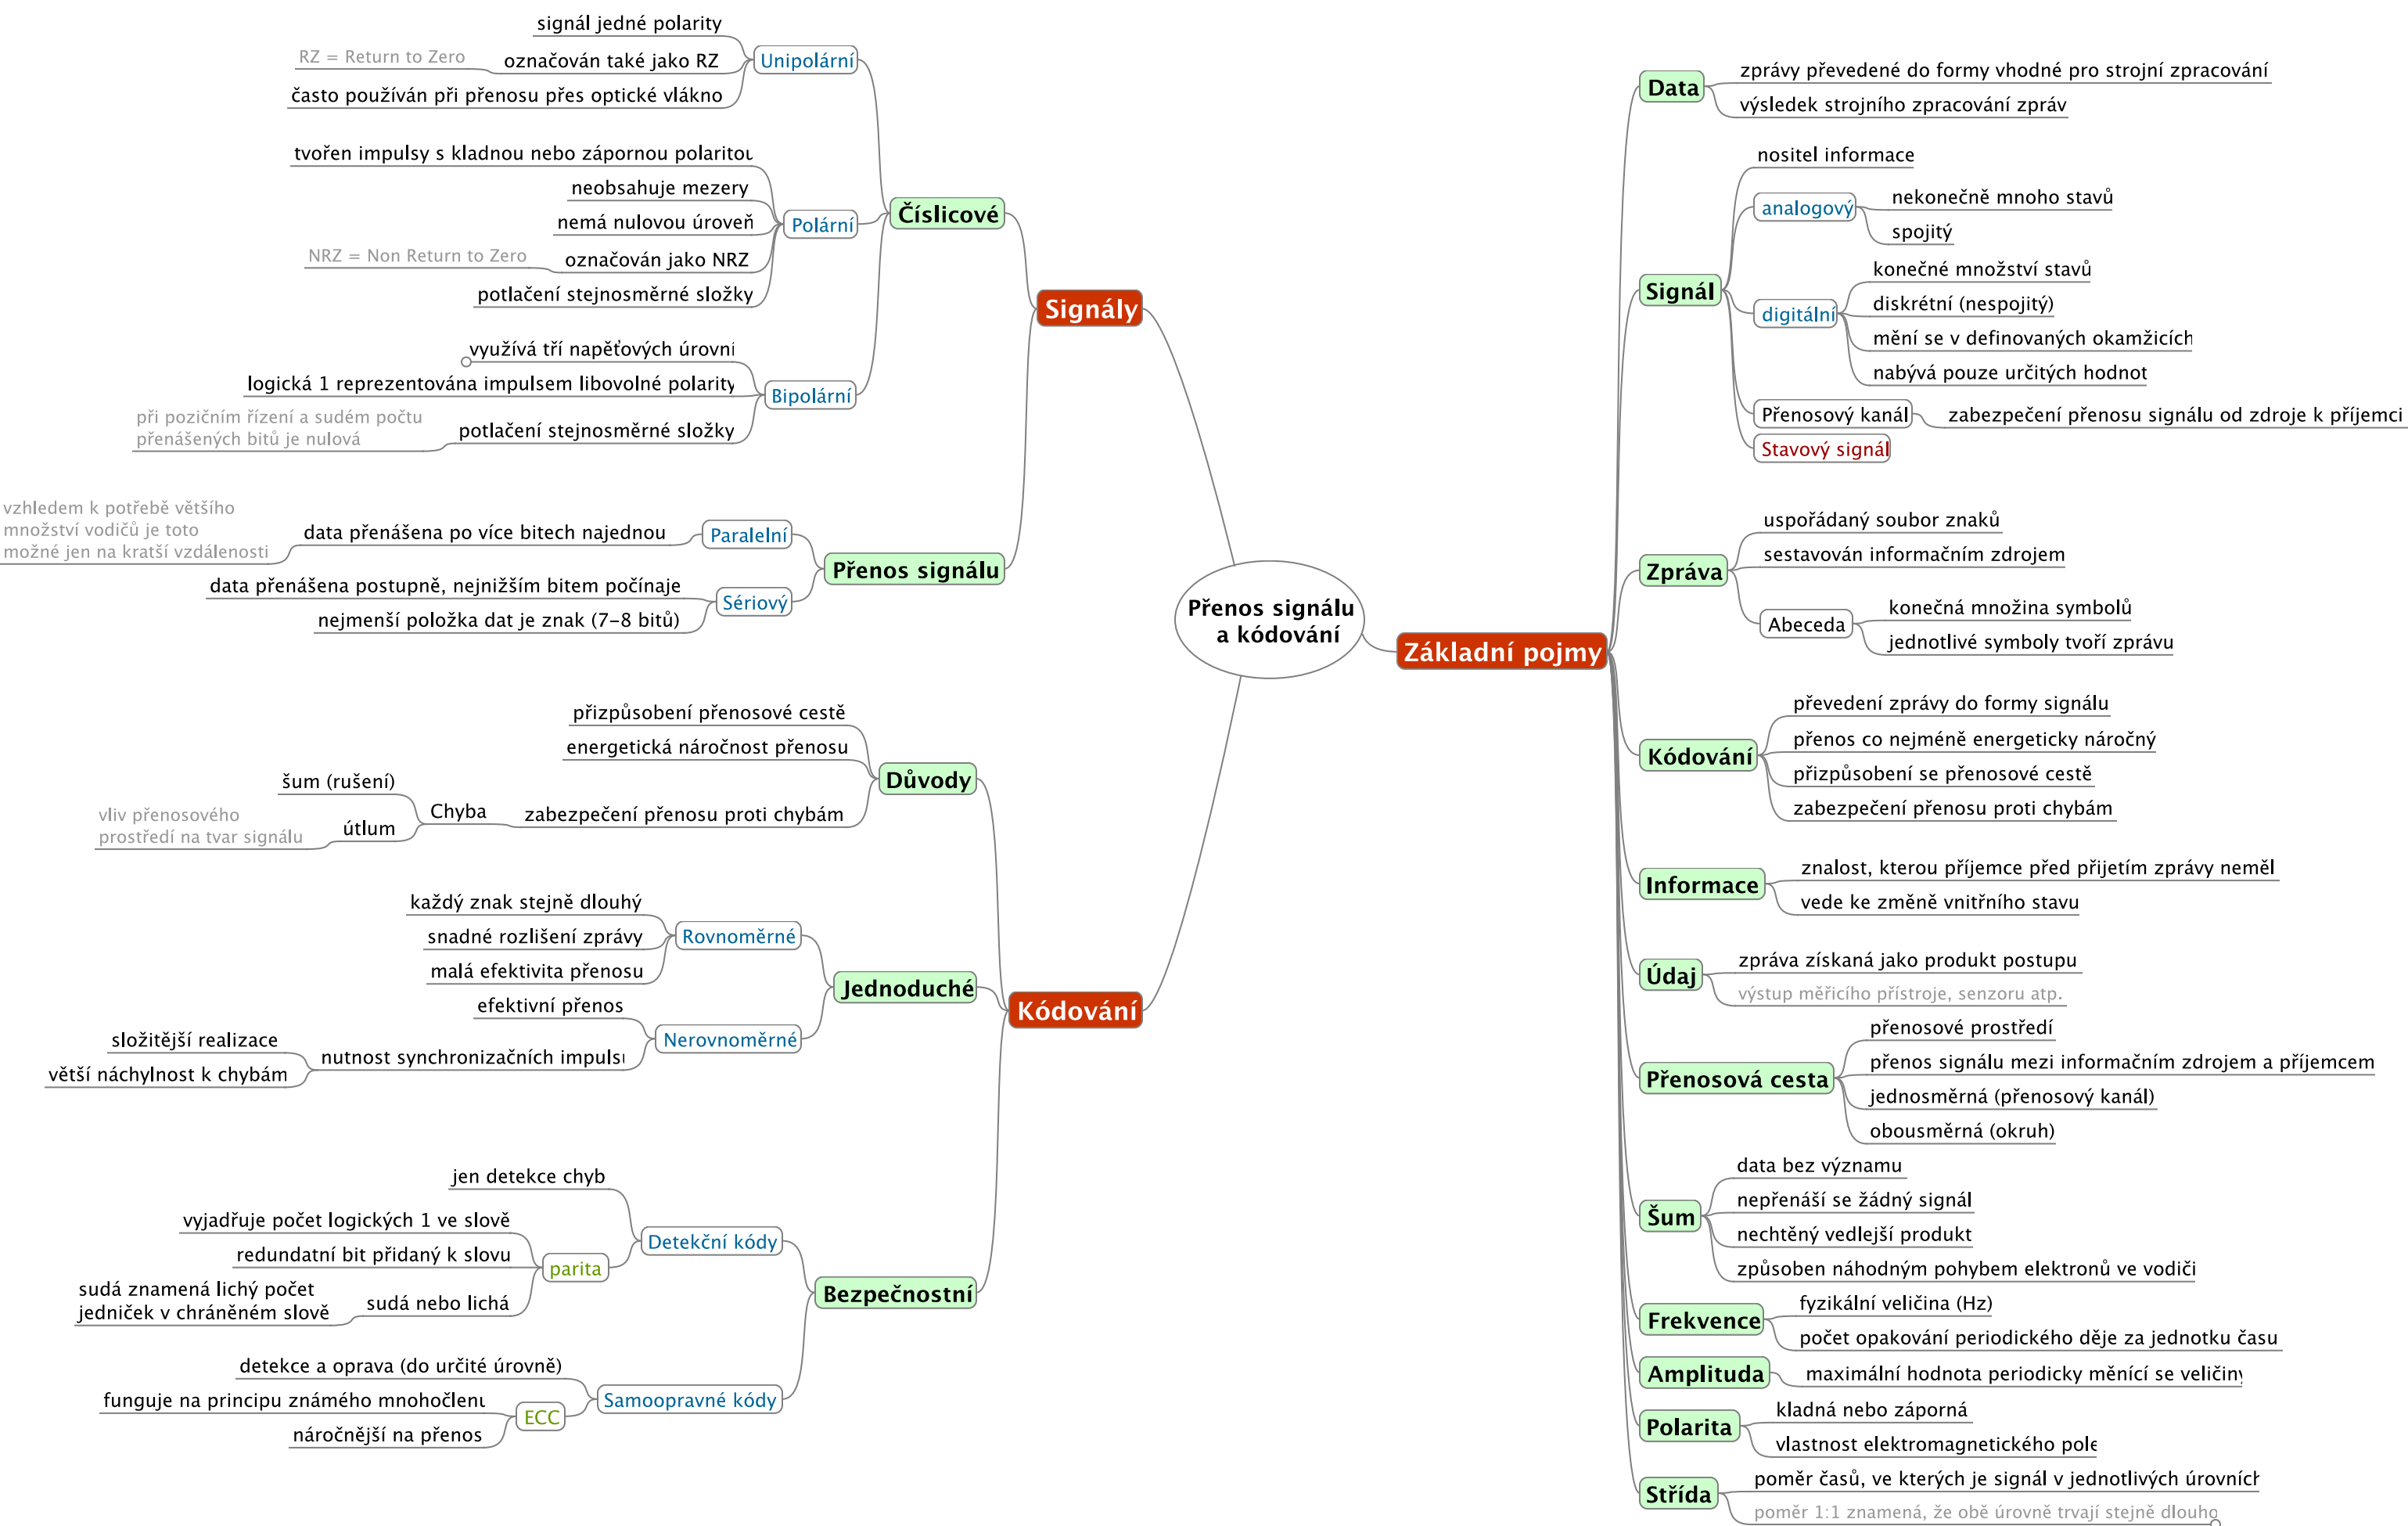 Přenos signálu
a kódování
Signály
Číslicové
Unipolární
signál jedné polarity
označován také jako RZ
RZ = Return to Zero
často používán při přenosu přes optické vlákno
Polární
tvořen impulsy s kladnou nebo zápornou polaritou
neobsahuje mezery
nemá nulovou úroveň
označován jako NRZ
NRZ = Non Return to Zero
potlačení stejnosměrné složky
Bipolární
využívá tří napěťových úrovni
logická 1 reprezentována impulsem libovolné polarity
potlačení stejnosměrné složky
při pozičním řízení a sudém počtu
přenášených bitů je nulová
Přenos signálu
Paralelní
data přenášena po více bitech najednou
vzhledem k potřebě většího
množství vodičů je toto
možné jen na kratší vzdálenosti
Sériový
data přenášena postupně, nejnižším bitem počínaje
nejmenší položka dat je znak (7–8 bitů)
Kódování
Důvody
přizpůsobení přenosové cestě
energetická náročnost přenosu
zabezpečení přenosu proti chybám
Chyba
šum (rušení)
útlum
vliv přenosového
prostředí na tvar signálu
Jednoduché
Rovnoměrné
každý znak stejně dlouhý
snadné rozlišení zprávy
malá efektivita přenosu
Nerovnoměrné
efektivní přenos
nutnost synchronizačních impulsů
složitější realizace
větší náchylnost k chybám
Bezpečnostní
Detekční kódy
jen detekce chyb
parita
vyjadřuje počet logických 1 ve slově
redundatní bit přidaný k slovu
sudá nebo lichá
sudá znamená lichý počet
jedniček v chráněném slově
Samoopravné kódy
detekce a oprava (do určité úrovně)
ECC
funguje na principu známého mnohočlenu
náročnější na přenos
Základní pojmy
Data
zprávy převedené do formy vhodné pro strojní zpracování
výsledek strojního zpracování zpráv
Signál
nositel informace
analogový
nekonečně mnoho stavů
spojitý
digitální
konečné množství stavů
diskrétní (nespojitý)
mění se v definovaných okamžicích
nabývá pouze určitých hodnot
Přenosový kanál
zabezpečení přenosu signálu od zdroje k příjemci
Stavový signál
Zpráva
uspořádaný soubor znaků
sestavován informačním zdrojem
Abeceda
konečná množina symbolů
jednotlivé symboly tvoří zprávu
Kódování
převedení zprávy do formy signálu
přenos co nejméně energeticky náročný
přizpůsobení se přenosové cestě
zabezpečení přenosu proti chybám
Informace
znalost, kterou příjemce před přijetím zprávy neměl
vede ke změně vnitřního stavu
Údaj
zpráva získaná jako produkt postupu
výstup měřicího přístroje, senzoru atp.
Přenosová cesta
přenosové prostředí
přenos signálu mezi informačním zdrojem a příjemcem
jednosměrná (přenosový kanál)
obousměrná (okruh)
Šum
data bez významu
nepřenáší se žádný signál
nechtěný vedlejší produkt
způsoben náhodným pohybem elektronů ve vodiči
Frekvence
fyzikální veličina (Hz)
počet opakování periodického děje za jednotku času
Amplituda
maximální hodnota periodicky měnící se veličiny
Polarita
kladná nebo záporná
vlastnost elektromagnetického pole
Střída
poměr časů, ve kterých je signál v jednotlivých úrovních
poměr 1:1 znamená, že obě úrovně trvají stejně dlouho